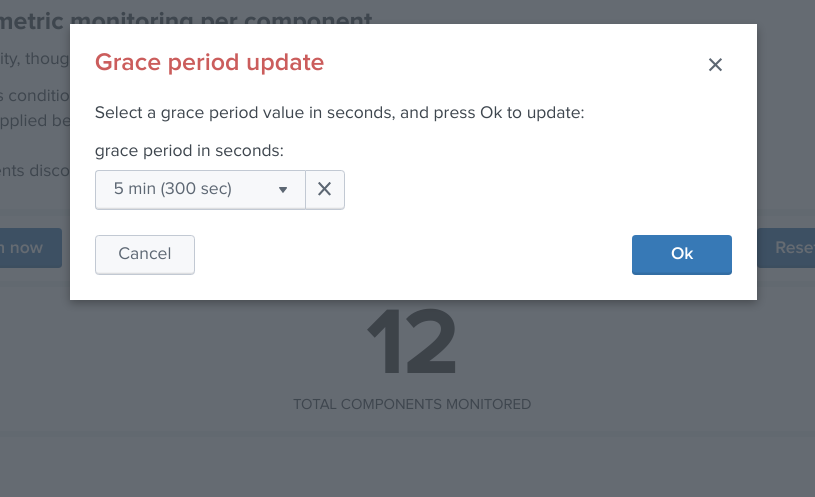 metric monitoring per component
Grace period update
ity, thoug
Select a grace period value in seconds, and press Ok to update:
s conditio
pplied be
grace period in seconds:
ents disco
5 min (300 sec)
n now
Cancel
Ok
Reset
12
TOTAL COMPONENTS MONITORED